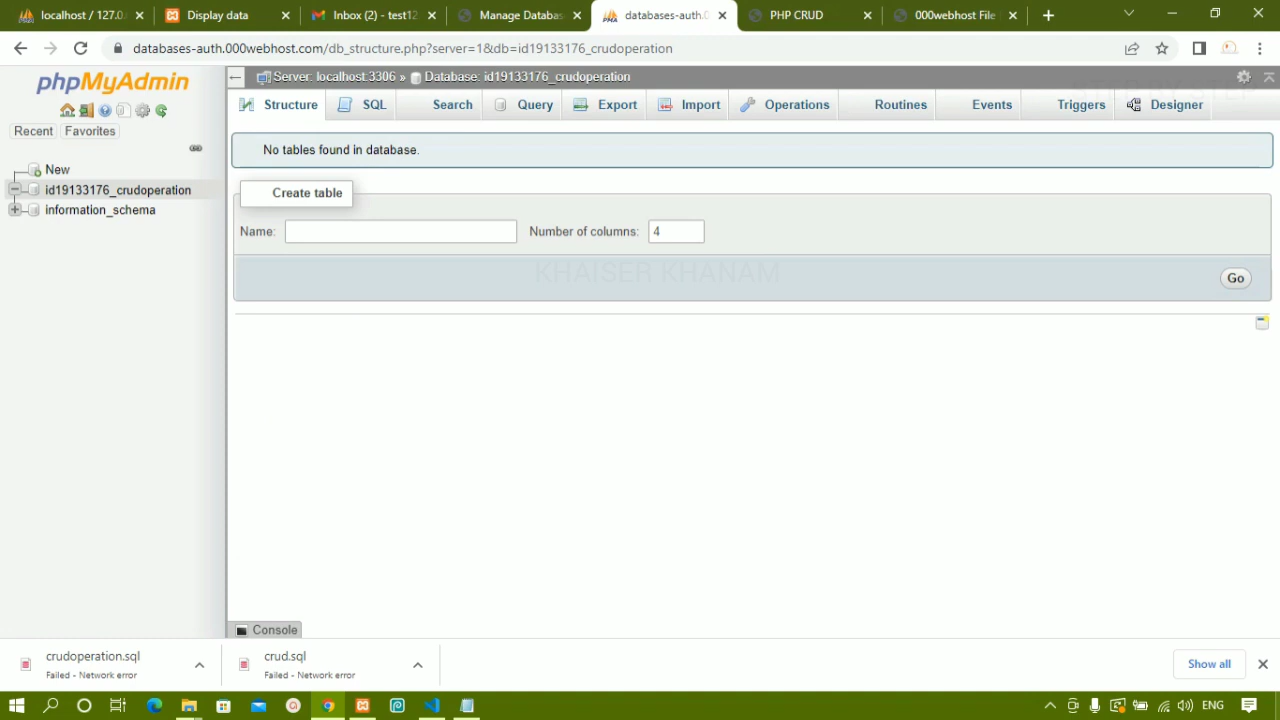 localhost / 127.0.
Display data
Inbox (2) - test12
Manage Databas
databases-auth.0
PHP CRUD
000webhost File
databases-auth.000webhost.com/db_structure.php?server=1&db=id19133176_crudoperation
phpMyAdmin
Recent
Favorites
New
id19133176_crudoperation
information_schema
Server: localhost:3306 » Database: id19133176_crudoperation
STEP BY STEP
Structure
SQL
Search
Query
Export
Import
Operations
Routines
Events
Triggers
Designer
No tables found in database.
Create table
Name:
Number of columns: 4
KHAISER KHANAM
Go
Console
crudoperation.sql
Failed - Network error
crud.sql
Failed - Network error
Show all
ENG